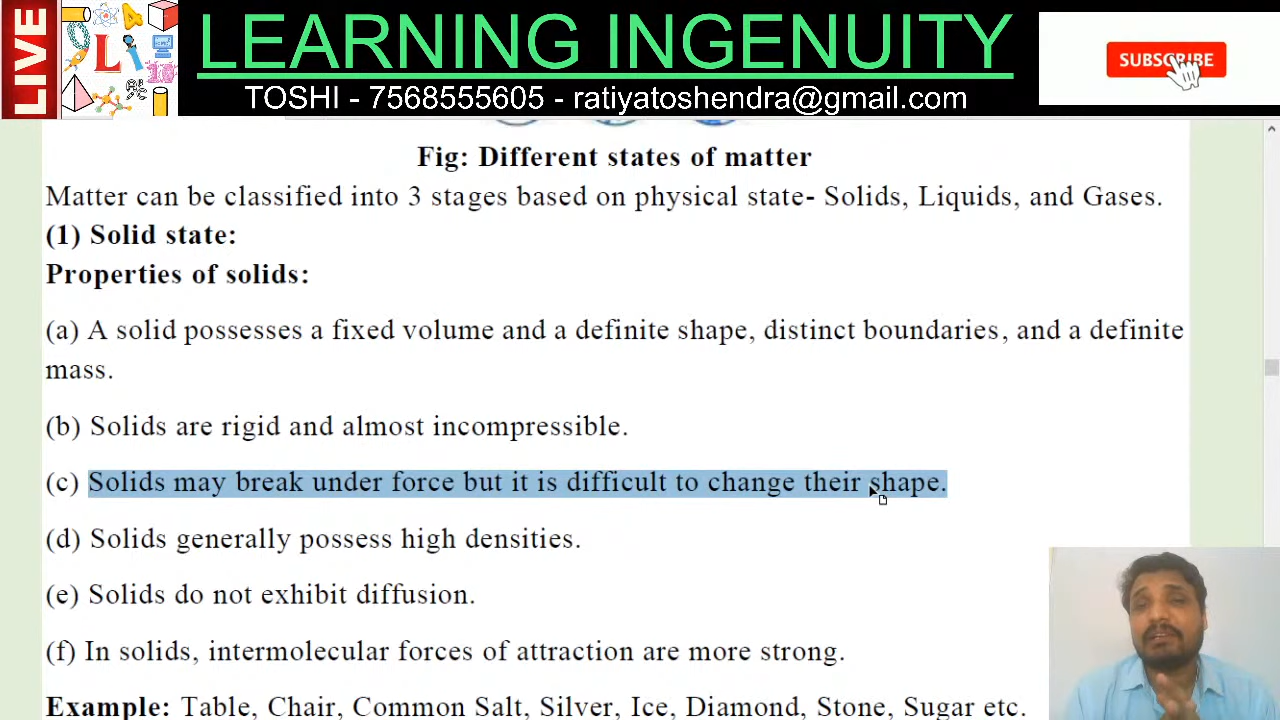 LIVE
LEARNING INGENUITY
TOSHI - 7568555605 - ratiyatoshendra@gmail.com
SUBSCRIBE
Fig: Different states of matter
Matter can be classified into 3 stages based on physical state- Solids, Liquids, and Gases.
(1) Solid state:
Properties of solids:
(a) A solid possesses a fixed volume and a definite shape, distinct boundaries, and a definite
mass.
(b) Solids are rigid and almost incompressible.
(c) Solids may break under force but it is difficult to change their shape.
(d) Solids generally possess high densities.
(e) Solids do not exhibit diffusion.
(f) In solids, intermolecular forces of attraction are more strong.
Example: Table, Chair, Common Salt, Silver, Ice, Diamond, Stone, Sugar etc.